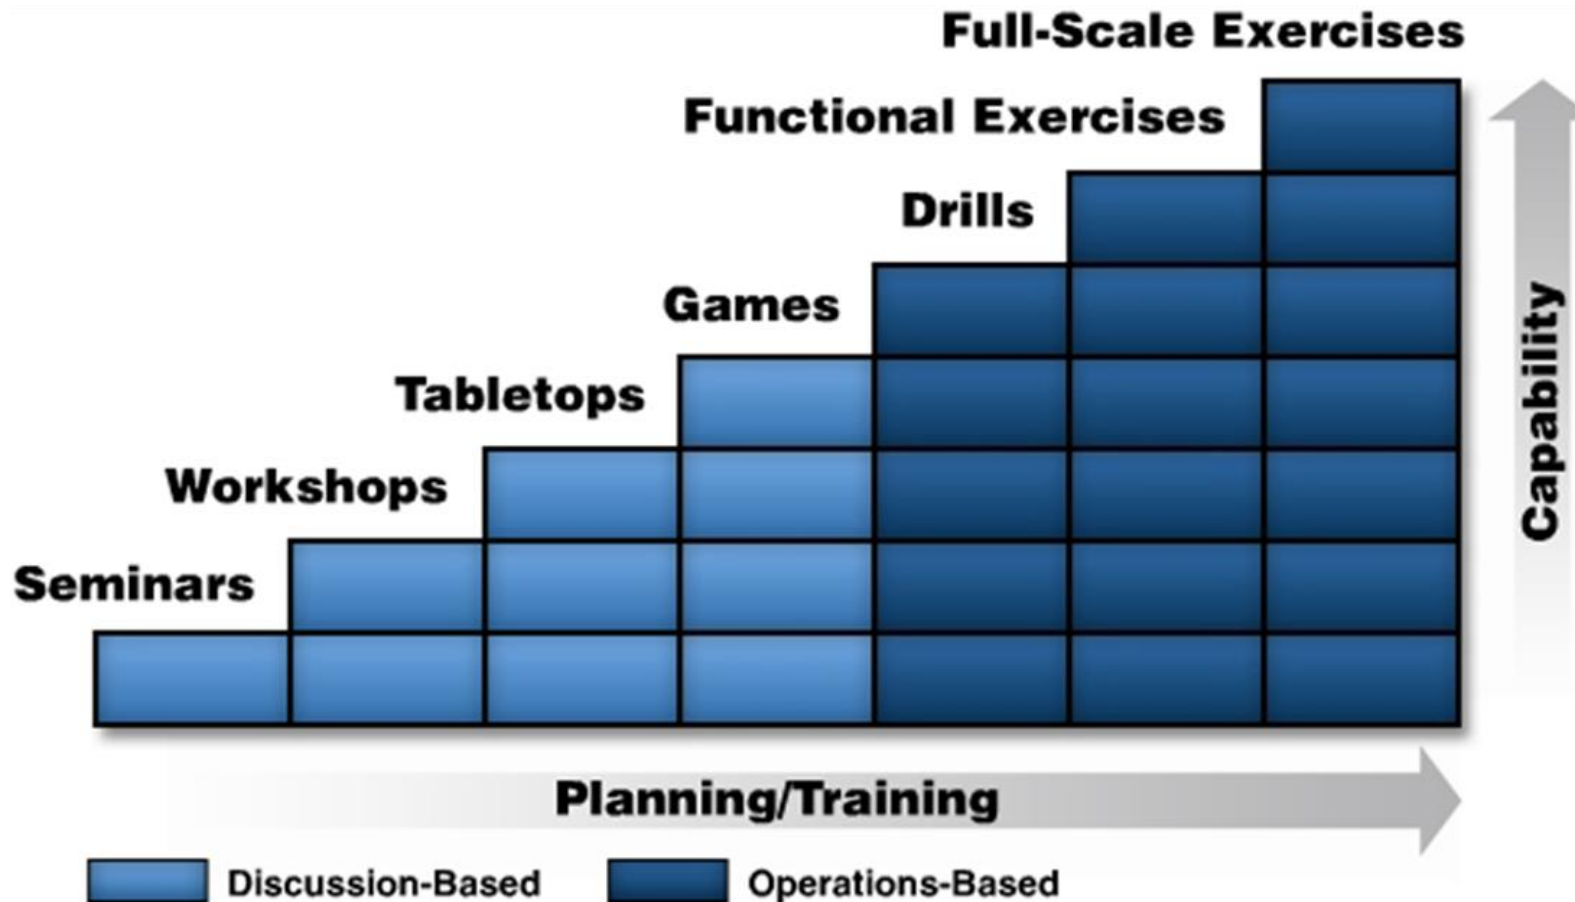 Full-Scale Exercises
Functional Exercises
Drills
Games
Tabletops
Workshops
Seminars
Capability
Planning/Training
Discussion-Based
Operations-Based